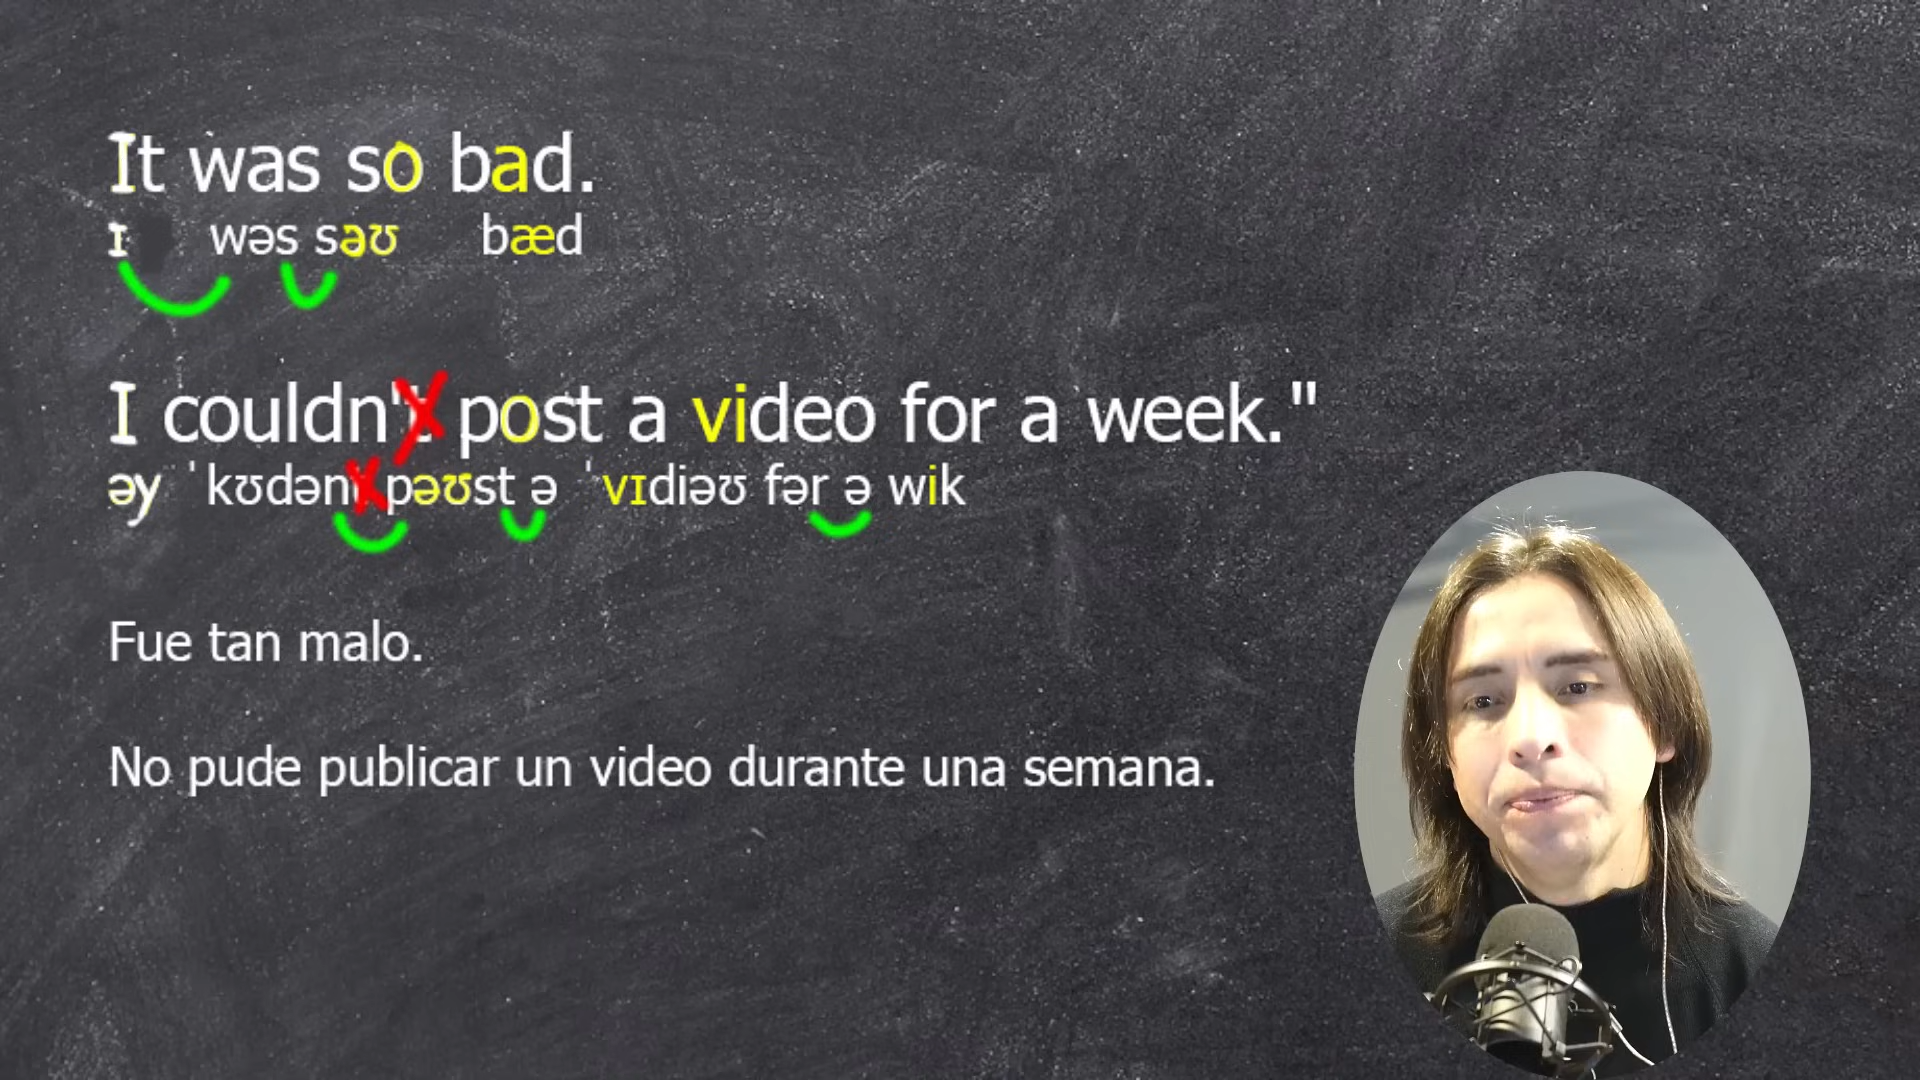 It was so bad.
ɪ wəs səʊ bæd
I couldn't post a video for a week."
əy ˈkʊdənt pəʊst ə ˈvɪdiəʊ fər ə wik
Fue tan malo.
No pude publicar un video durante una semana.